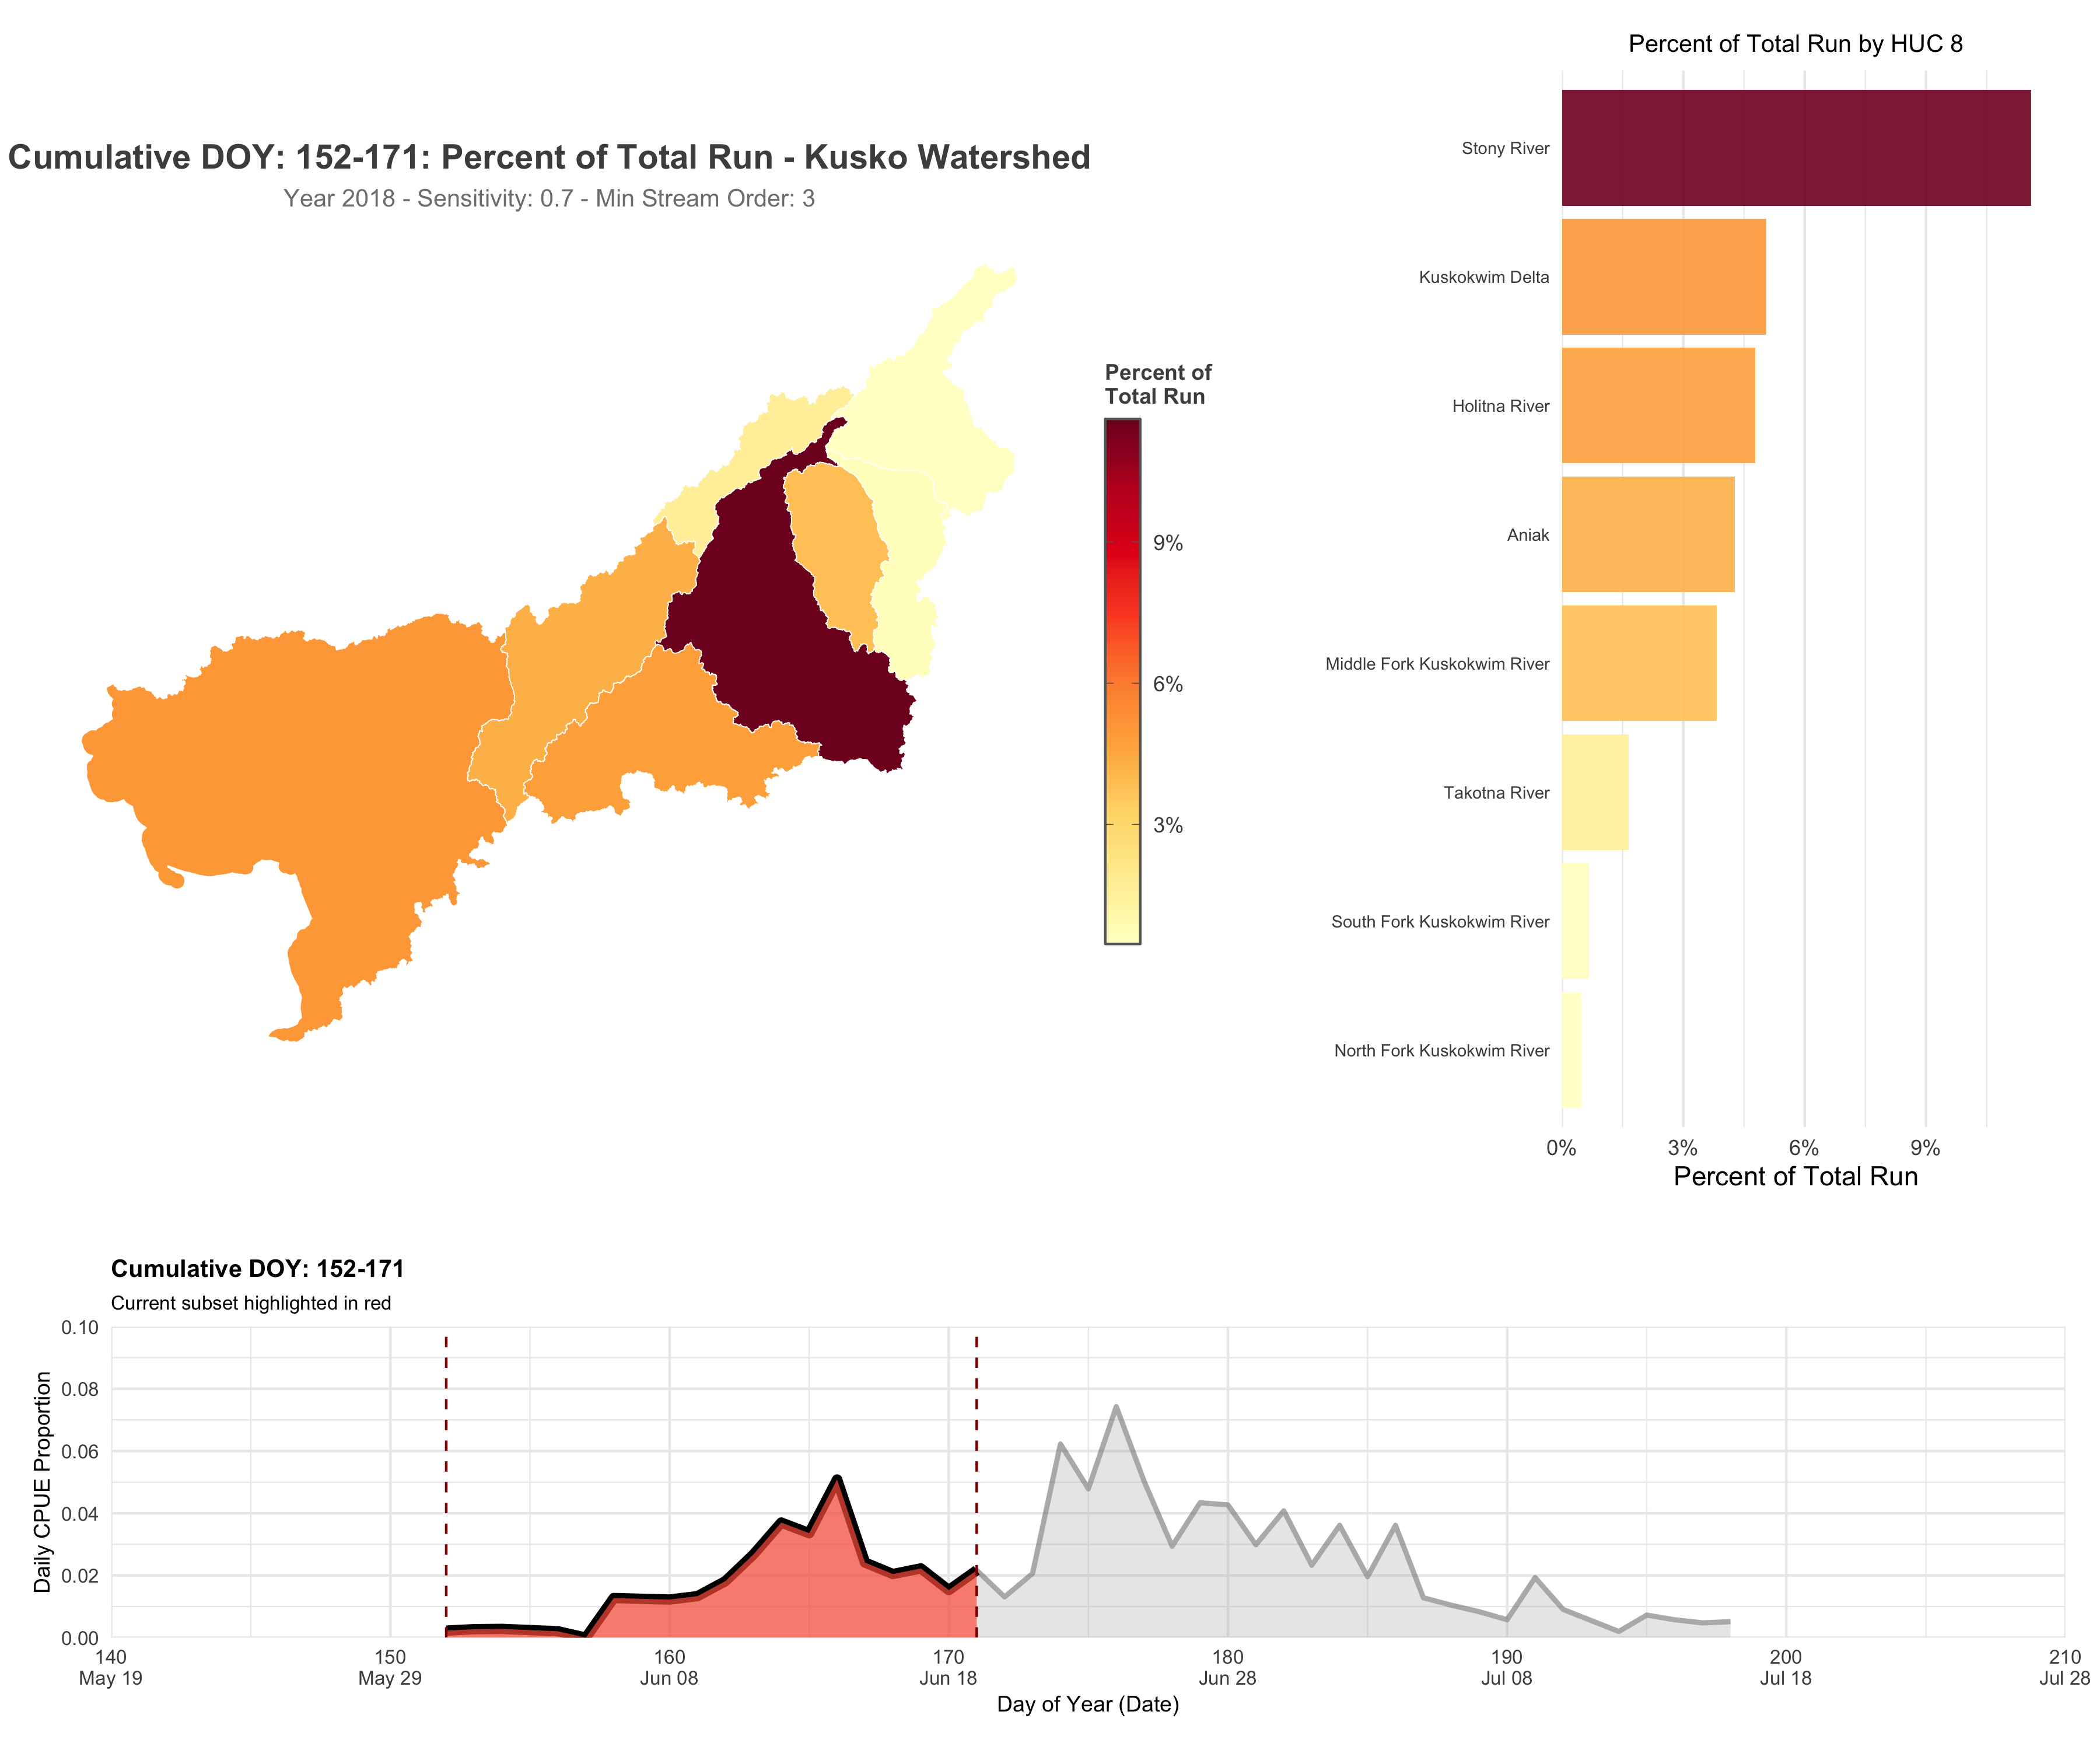 Cumulative DOY: 152-171: Percent of Total Run - Kusko Watershed
Year 2018 - Sensitivity: 0.7 - Min Stream Order: 3
Percent of
Total Run
9%
6%
3%
Percent of Total Run by HUC 8
Stony River
Kuskokwim Delta
Holitna River
Aniak
Middle Fork Kuskokwim River
Takotna River
South Fork Kuskokwim River
North Fork Kuskokwim River
0% 3% 6% 9%
Percent of Total Run
Cumulative DOY: 152-171
Current subset highlighted in red
Daily CPUE Proportion
0.10
0.08
0.06
0.04
0.02
0.00
140 150 160 170 180 190 200 210
May 19 May 29 Jun 08 Jun 18 Jun 28 Jul 08 Jul 18 Jul 28
Day of Year (Date)